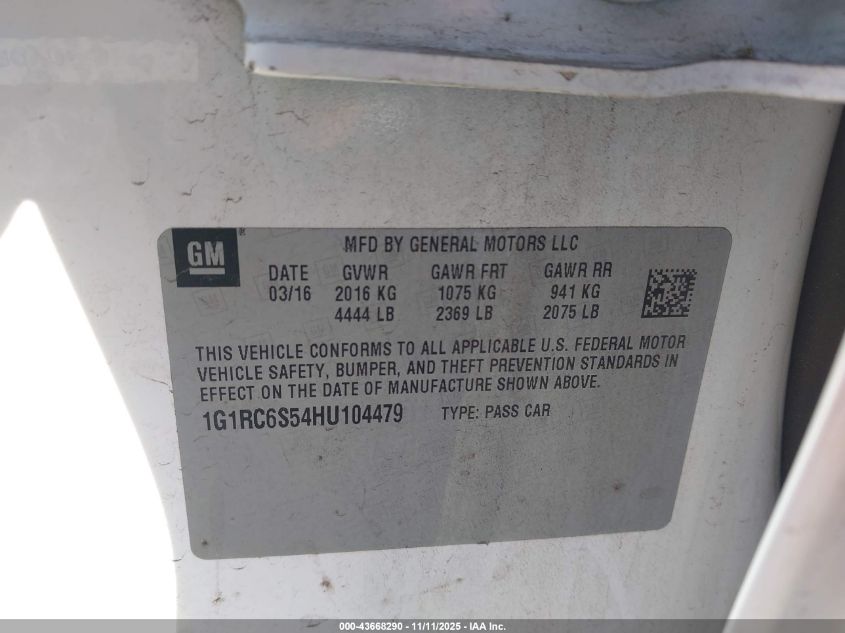 GM ®
MFD BY GENERAL MOTORS LLC
DATE GVWR GAWR FRT GAWR RR
03/16 2016 KG 1075 KG 941 KG
4444 LB 2369 LB 2075 LB
THIS VEHICLE CONFORMS TO ALL APPLICABLE U.S. FEDERAL MOTOR
VEHICLE SAFETY, BUMPER, AND THEFT PREVENTION STANDARDS IN
EFFECT ON THE DATE OF MANUFACTURE SHOWN ABOVE.
1G1RC6S54HU104479 TYPE: PASS CAR
000-43668290 - 11/11/2025 - IAA Inc.